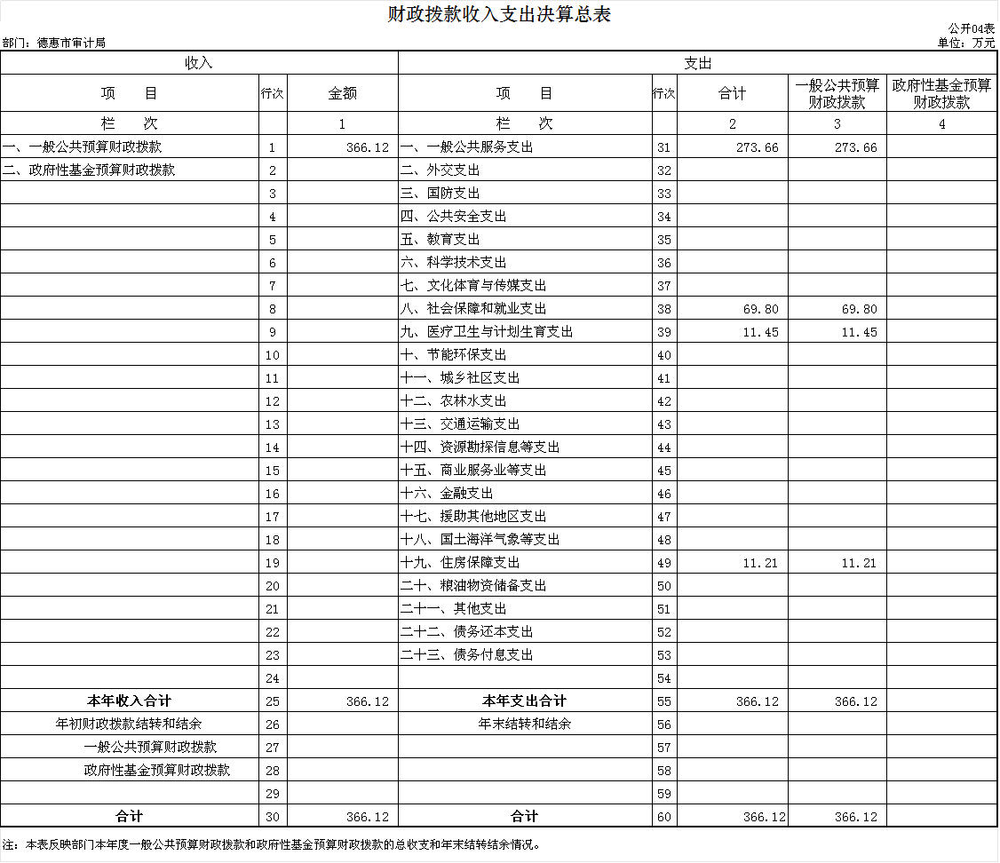 财政拨款收入支出决算总表
公开04表
部门：德惠市审计局 单位：万元
收入 支出
项 目 行次 金额 项 目 行次 合计 一般公共预算财政拨款 政府性基金预算财政拨款
栏 次 1 栏 次 2 3 4
一、一般公共预算财政拨款 1 366.12 一、一般公共服务支出 31 273.66 273.66
二、政府性基金预算财政拨款 2 二、外交支出 32
3 三、国防支出 33
4 四、公共安全支出 34
5 五、教育支出 35
6 六、科学技术支出 36
7 七、文化体育与传媒支出 37
8 八、社会保障和就业支出 38 69.80 69.80
9 九、医疗卫生与计划生育支出 39 11.45 11.45
10 十、节能环保支出 40
11 十一、城乡社区支出 41
12 十二、农林水支出 42
13 十三、交通运输支出 43
14 十四、资源勘探信息等支出 44
15 十五、商业服务业等支出 45
16 十六、金融支出 46
17 十七、援助其他地区支出 47
18 十八、国土海洋气象等支出 48
19 十九、住房保障支出 49 11.21 11.21
20 二十、粮油物资储备支出 50
21 二十一、其他支出 51
22 二十二、债务还本支出 52
23 二十三、债务付息支出 53
24 54
本年收入合计 25 366.12 本年支出合计 55 366.12 366.12
年初财政拨款结转和结余 26 年末结转和结余 56
一般公共预算财政拨款 27 57
政府性基金预算财政拨款 28 58
29 59
合计 30 366.12 合计 60 366.12 366.12
注：本表反映部门本年度一般公共预算财政拨款和政府性基金预算财政拨款的总收支和年末结转结余情况。